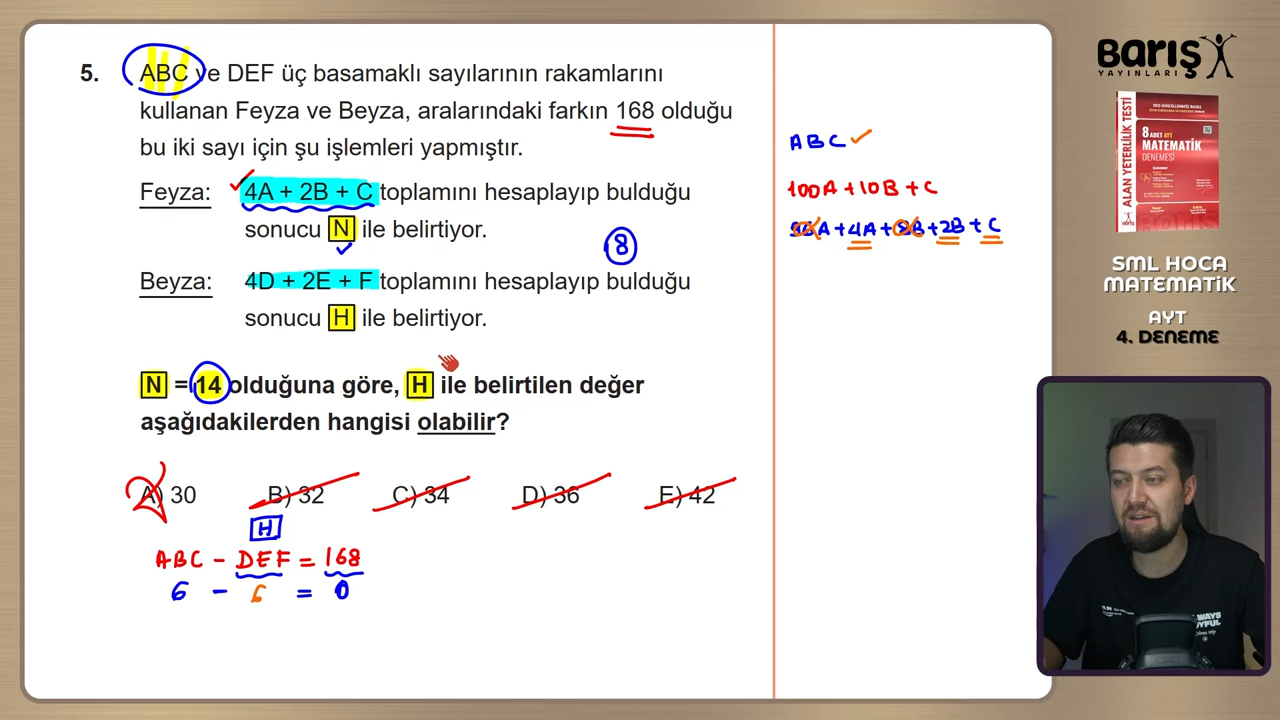 5. ABC ve DEF üç basamaklı sayılarının rakamlarını
kullanan Feyza ve Beyza, aralarındaki farkın 168 olduğu
bu iki sayı için şu işlemleri yapmıştır.
Feyza: 4A + 2B + C toplamını hesaplayıp bulduğu
sonucu N ile belirtiyor.
8
Beyza: 4D + 2E + F toplamını hesaplayıp bulduğu
sonucu H ile belirtiyor.
N = 14 olduğuna göre, H ile belirtilen değer
aşağıdakilerden hangisi olabilir?
A) 30 B) 32 C) 34 D) 36 E) 42
H
ABC - DEF = 168
6 - 6 = 0
ABC
100A + 10B + C
96A + 4A + 8B + 2B + C
BARIŞ
YAYINLARI
ALAN YETERLİLİK TESTİ
8 ADET AYT
MATEMATİK
DENEMESİ
SML HOCA
MATEMATİK
AYT
4. DENEME